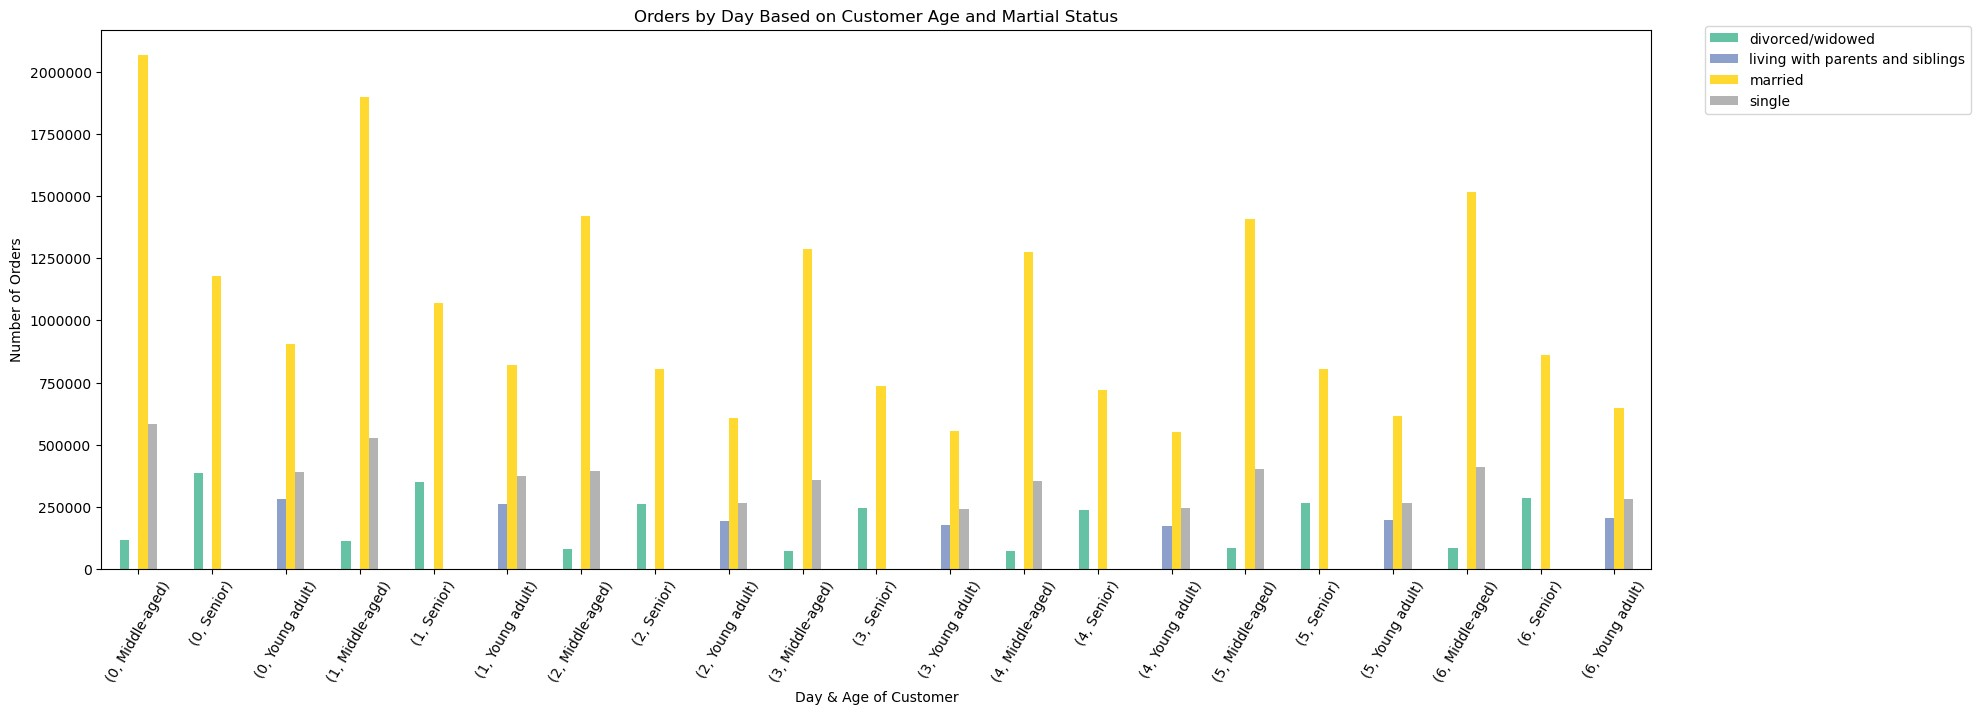 Orders by Day Based on Customer Age and Martial Status
divorced/widowed
living with parents and siblings
married
single
Number of Orders
2000000
1750000
1500000
1250000
1000000
750000
500000
250000
0
(0, Middle-aged)
(0, Senior)
(0, Young adult)
(1, Middle-aged)
(1, Senior)
(1, Young adult)
(2, Middle-aged)
(2, Senior)
(2, Young adult)
(3, Middle-aged)
(3, Senior)
(3, Young adult)
(4, Middle-aged)
(4, Senior)
(4, Young adult)
(5, Middle-aged)
(5, Senior)
(5, Young adult)
(6, Middle-aged)
(6, Senior)
(6, Young adult)
Day & Age of Customer